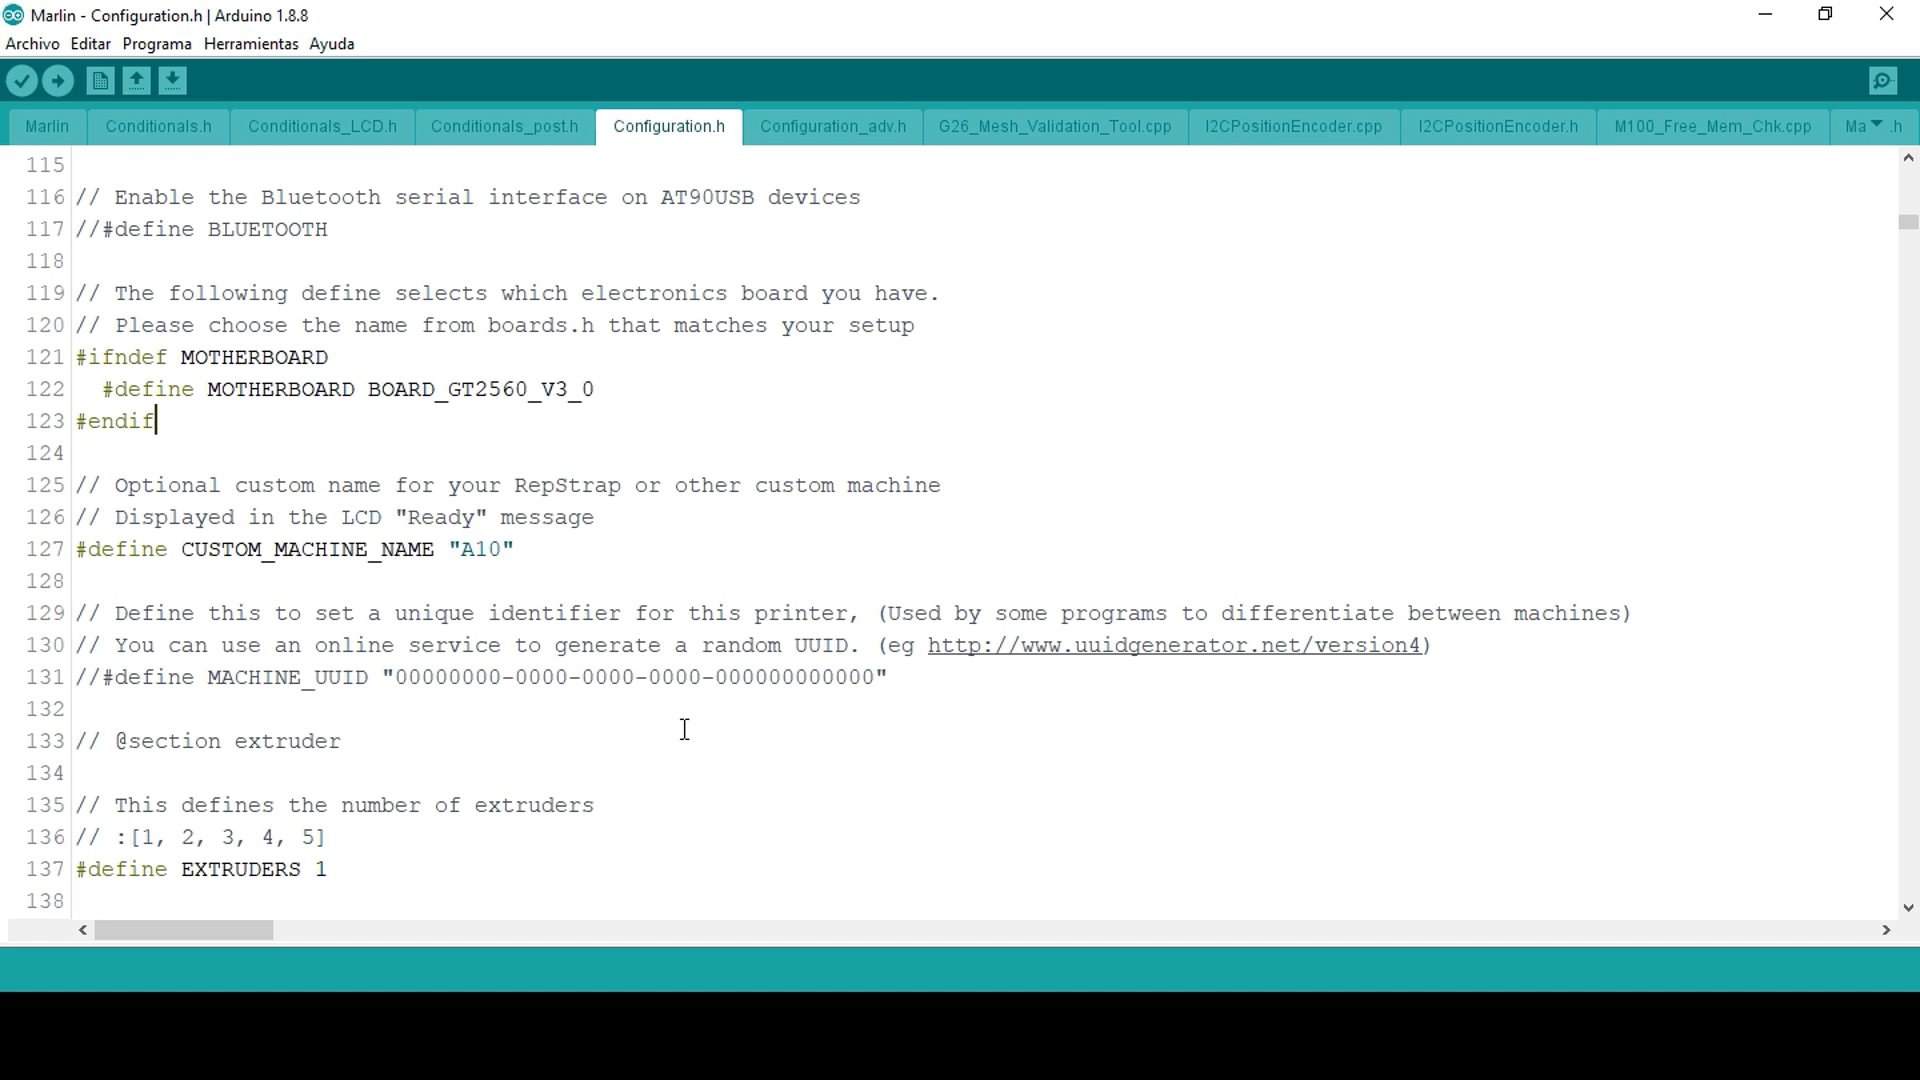 Marlin - Configuration.h | Arduino 1.8.8
Archivo Editar Programa Herramientas Ayuda
Marlin Conditionals.h Conditionals_LCD.h Conditionals_post.h Configuration.h Configuration_adv.h G26_Mesh_Validation_Tool.cpp I2CPositionEncoder.cpp I2CPositionEncoder.h M100_Free_Mem_Chk.cpp Ma .h
115
116 // Enable the Bluetooth serial interface on AT90USB devices
117 //#define BLUETOOTH
118
119 // The following define selects which electronics board you have.
120 // Please choose the name from boards.h that matches your setup
121 #ifndef MOTHERBOARD
122 #define MOTHERBOARD BOARD_GT2560_V3_0
123 #endif
124
125 // Optional custom name for your RepStrap or other custom machine
126 // Displayed in the LCD "Ready" message
127 #define CUSTOM_MACHINE_NAME "A10"
128
129 // Define this to set a unique identifier for this printer, (Used by some programs to differentiate between machines)
130 // You can use an online service to generate a random UUID. (eg http://www.uuidgenerator.net/version4)
131 //#define MACHINE_UUID "00000000-0000-0000-0000-000000000000"
132
133 // @section extruder
134
135 // This defines the number of extruders
136 // :[1, 2, 3, 4, 5]
137 #define EXTRUDERS 1
138